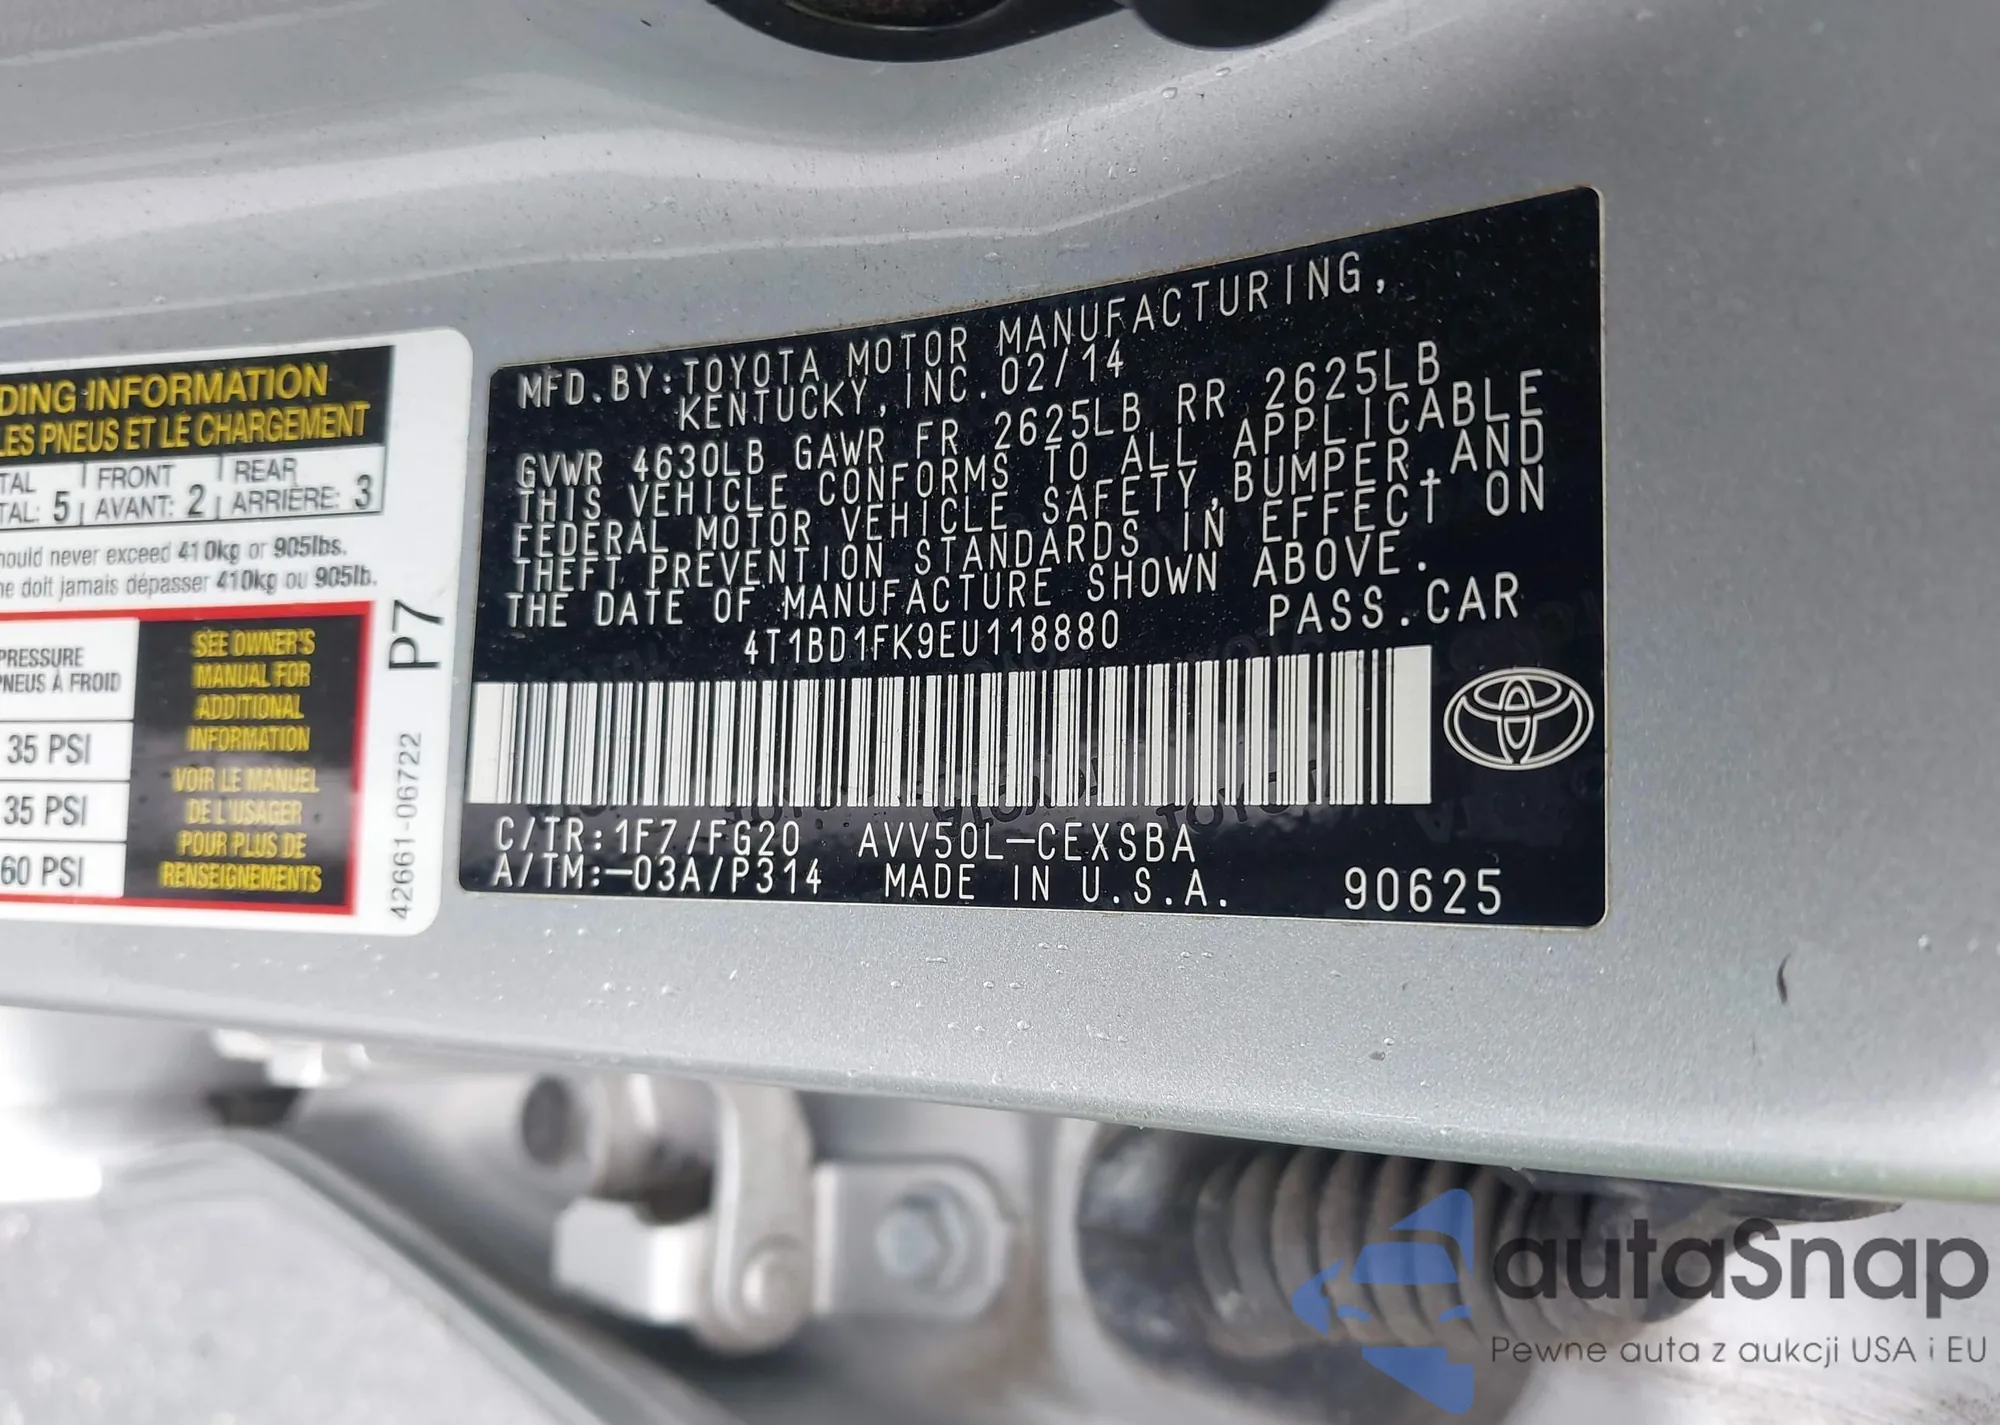 DING INFORMATION
LES PNEUS ET LE CHARGEMENT
TAL FRONT REAR
TAL: 5 AVANT: 2 ARRIÈRE: 3
hould never exceed 410kg or 905lbs.
ne doit jamais dépasser 410kg ou 905lb.
PRESSURE
PNEUS À FROID
35 PSI
35 PSI
60 PSI
SEE OWNER'S
MANUAL FOR
ADDITIONAL
INFORMATION
VOIR LE MANUEL
DE L'USAGER
POUR PLUS DE
RENSEIGNEMENTS
P7
42661-06722
MFD.BY:TOYOTA MOTOR MANUFACTURING,
KENTUCKY,INC.02/14
GVWR 4630LB GAWR FR 2625LB RR 2625LB
THIS VEHICLE CONFORMS TO ALL APPLICABLE
FEDERAL MOTOR VEHICLE SAFETY,BUMPER,AND
THEFT PREVENTION STANDARDS IN EFFECT ON
THE DATE OF MANUFACTURE SHOWN ABOVE.
4T1BD1FK9EU118880 PASS.CAR
C/TR:1F7/FG20 AVV50L-CEXSBA
A/TM:-03A/P314 MADE IN U.S.A. 90625
autaSnap
Pewne auta z aukcji USA i EU